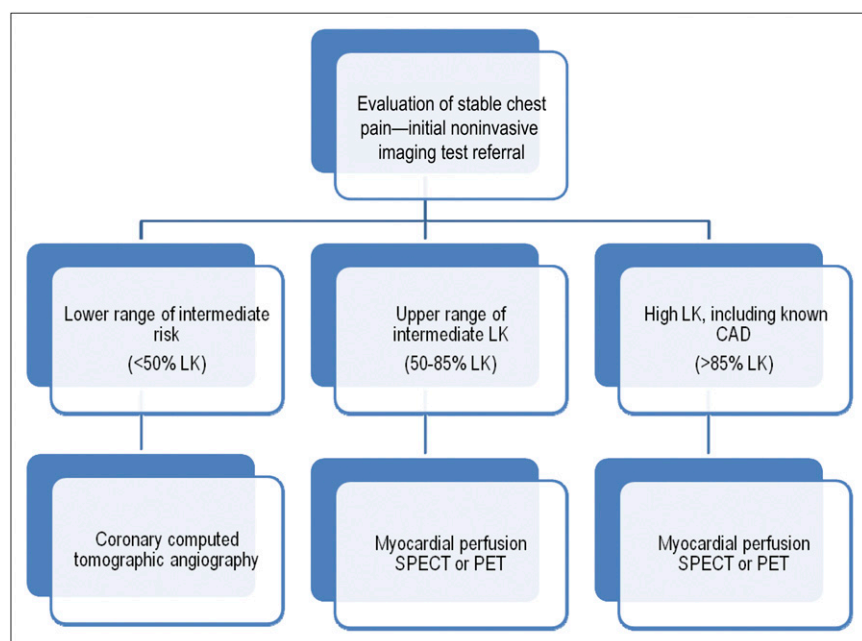 Evaluation of stable chest
pain—initial noninvasive
imaging test referral
Lower range of intermediate
risk
(<50% LK)
Upper range of
intermediate LK
(50-85% LK)
High LK, including known
CAD
(>85% LK)
Coronary computed
tomographic angiography
Myocardial perfusion
SPECT or PET
Myocardial perfusion
SPECT or PET